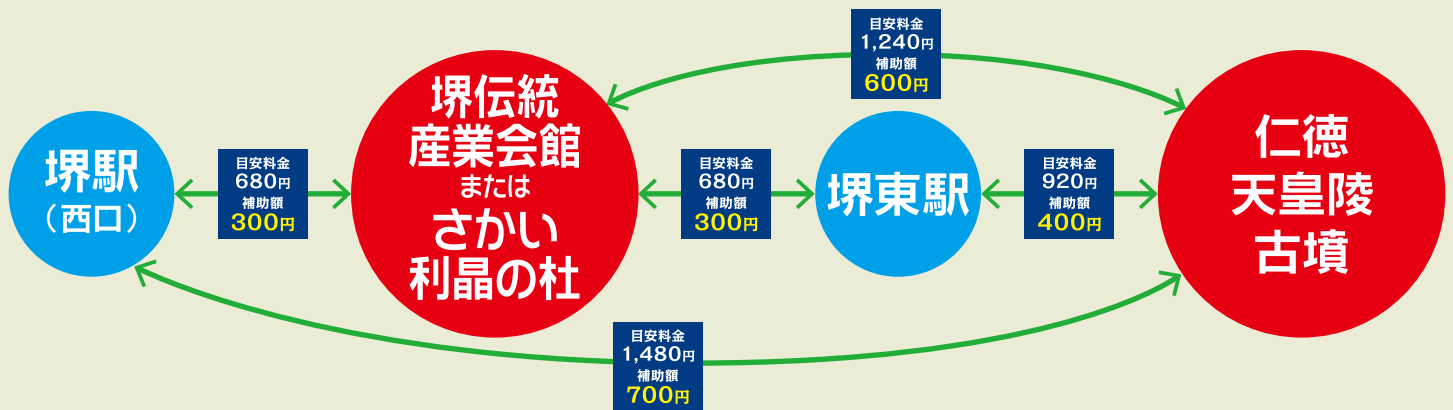 堺駅
（西口）
目安料金
680円
補助額
300円
堺伝統
産業会館
または
さかい
利晶の杜
目安料金
680円
補助額
300円
堺東駅
目安料金
920円
補助額
400円
仁徳
天皇陵
古墳
目安料金
1,240円
補助額
600円
目安料金
1,480円
補助額
700円